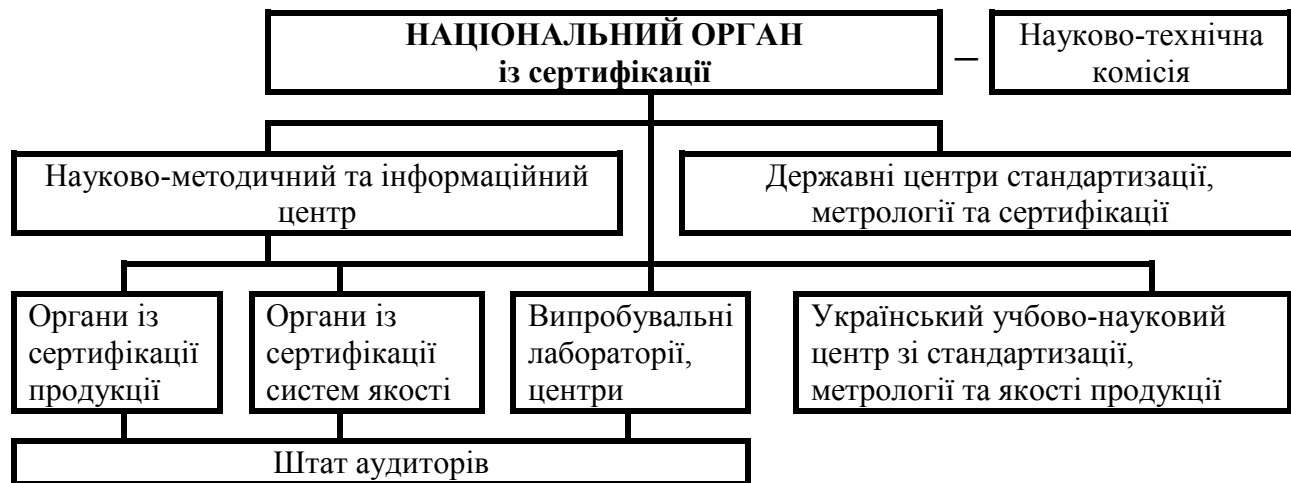 НАЦІОНАЛЬНИЙ ОРГАН
із сертифікації
–
Науково-технічна
комісія
Науково-методичний та інформаційний
центр
Державні центри стандартизації,
метрології та сертифікації
Органи із
сертифікації
продукції
Органи із
сертифікації
систем якості
Випробувальні
лабораторії,
центри
Український учбово-науковий
центр зі стандартизації,
метрології та якості продукції
Штат аудиторів